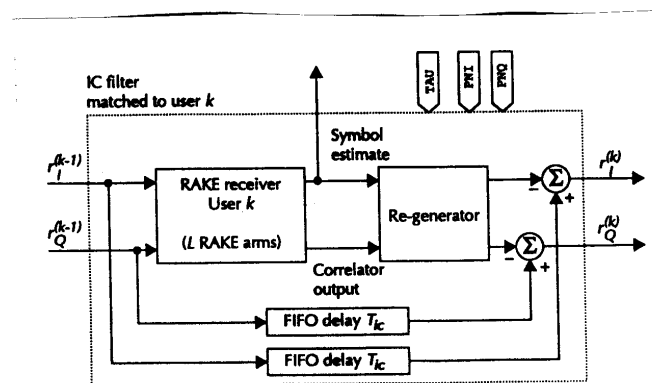 IC filter
matched to user k
TAU
PNI
PNQ
Symbol
estimate
r_I^(k-1)
r_Q^(k-1)
RAKE receiver
User k
(L RAKE arms)
Re-generator
Σ
Σ
r_I^(k)
r_Q^(k)
−
+
−
+
Correlator
output
FIFO delay T_ic
FIFO delay T_ic